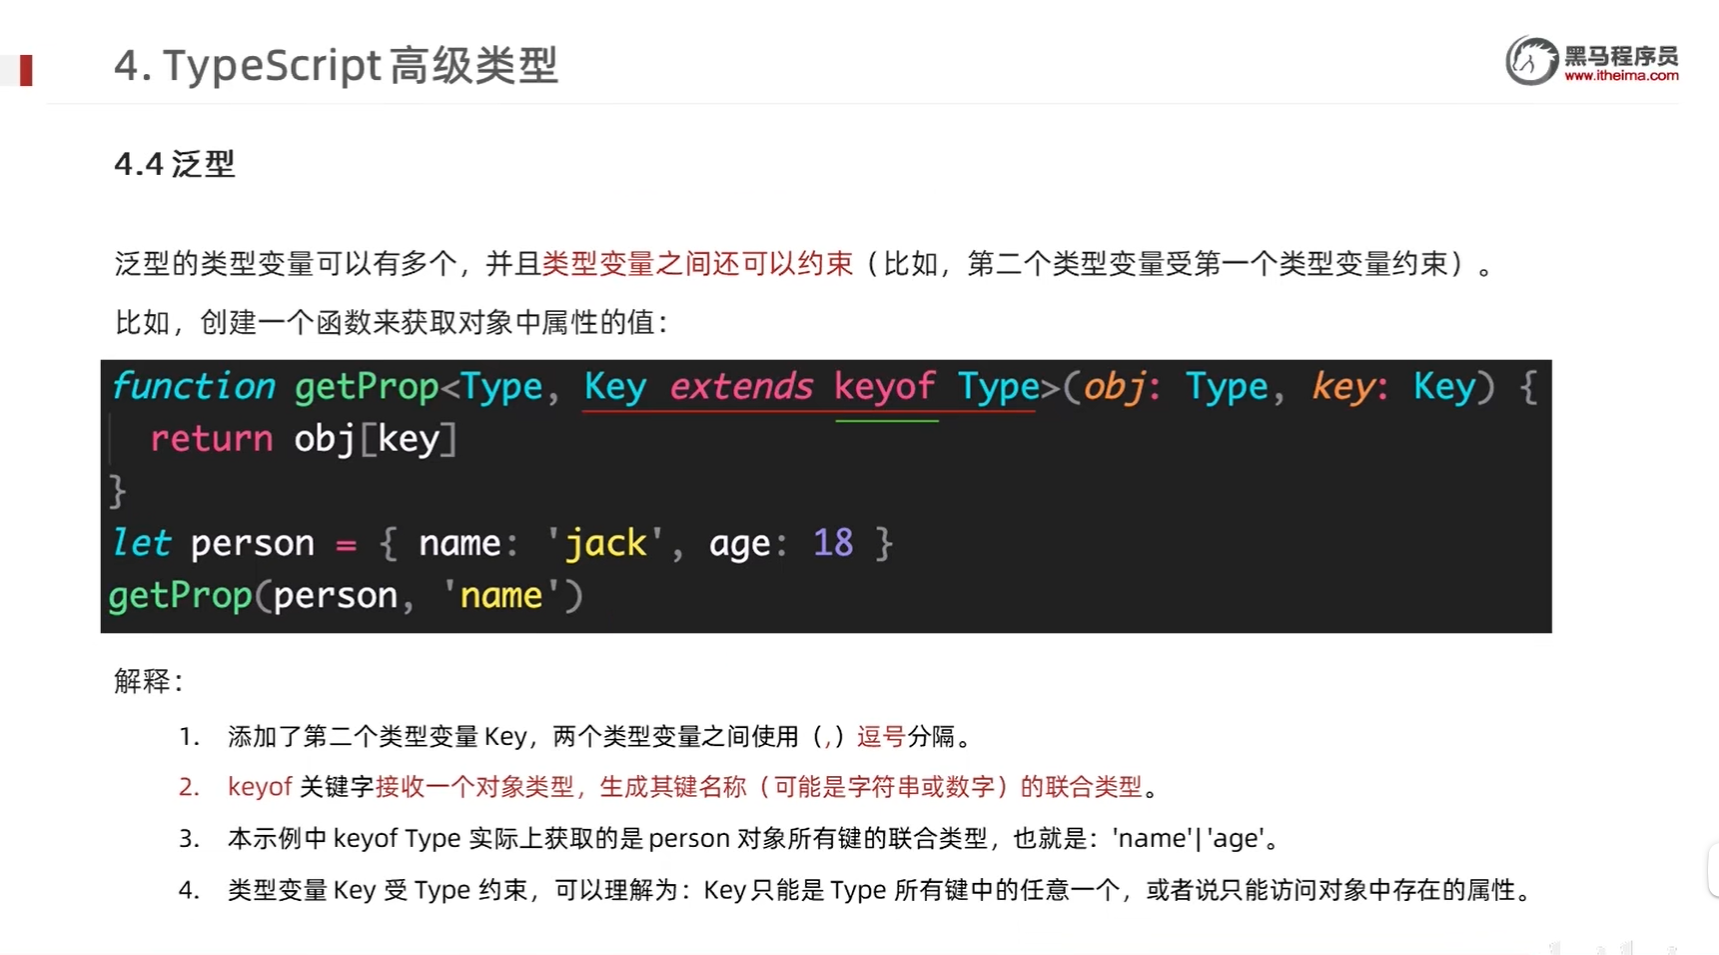 4. TypeScript 高级类型
黑马程序员
www.itheima.com
4.4 泛型
泛型的类型变量可以有多个，并且类型变量之间还可以约束（比如，第二个类型变量受第一个类型变量约束）。
比如，创建一个函数来获取对象中属性的值：
function getProp<Type, Key extends keyof Type>(obj: Type, key: Key) {
  return obj[key]
}
let person = { name: 'jack', age: 18 }
getProp(person, 'name')
解释：
1. 添加了第二个类型变量 Key，两个类型变量之间使用（,）逗号分隔。
2. keyof 关键字接收一个对象类型，生成其键名称（可能是字符串或数字）的联合类型。
3. 本示例中 keyof Type 实际上获取的是 person 对象所有键的联合类型，也就是：'name'|'age'。
4. 类型变量 Key 受 Type 约束，可以理解为：Key 只能是 Type 所有键中的任意一个，或者说只能访问对象中存在的属性。